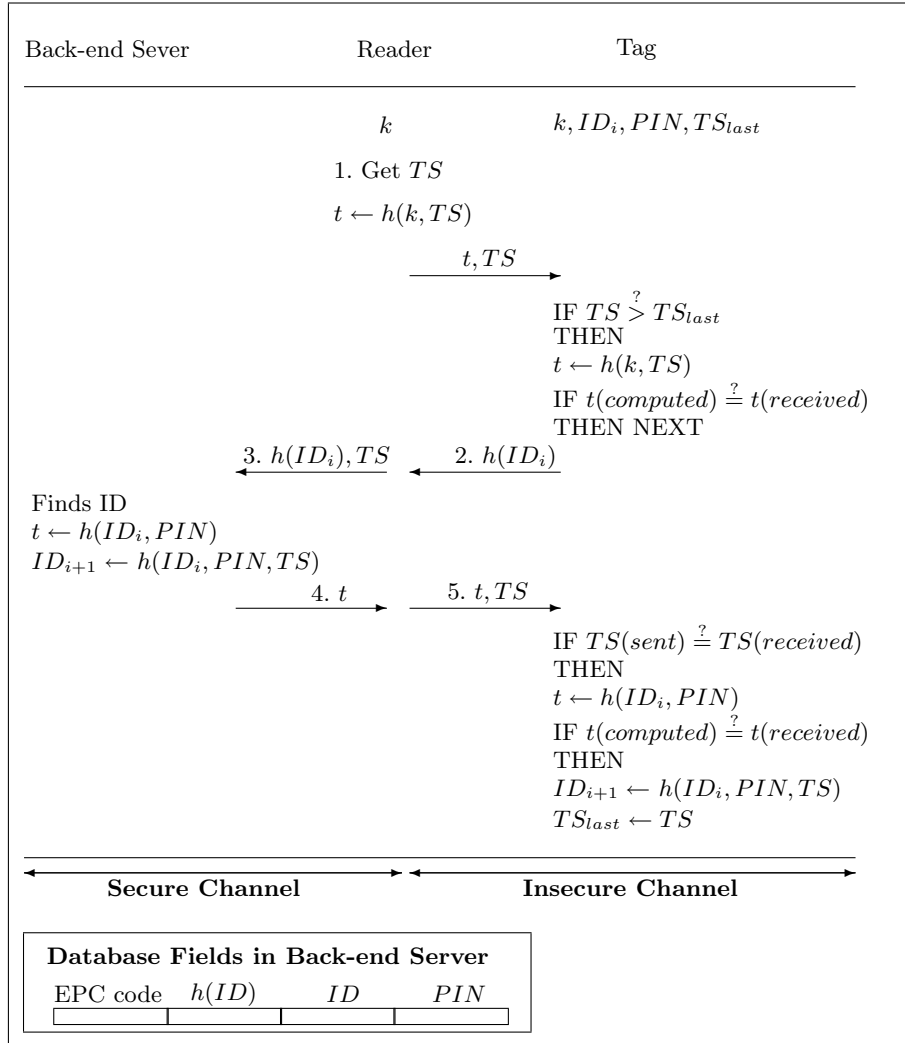 Back-end Sever Reader Tag
k k, ID_i, PIN, TS_last
1. Get TS
t ← h(k, TS)
t, TS
IF TS >? TS_last
THEN
t ← h(k, TS)
IF t(computed) =? t(received)
THEN NEXT
3. h(ID_i), TS 2. h(ID_i)
Finds ID
t ← h(ID_i, PIN)
ID_{i+1} ← h(ID_i, PIN, TS)
4. t 5. t, TS
IF TS(sent) =? TS(received)
THEN
t ← h(ID_i, PIN)
IF t(computed) =? t(received)
THEN
ID_{i+1} ← h(ID_i, PIN, TS)
TS_last ← TS
Secure Channel Insecure Channel
Database Fields in Back-end Server
EPC code h(ID) ID PIN